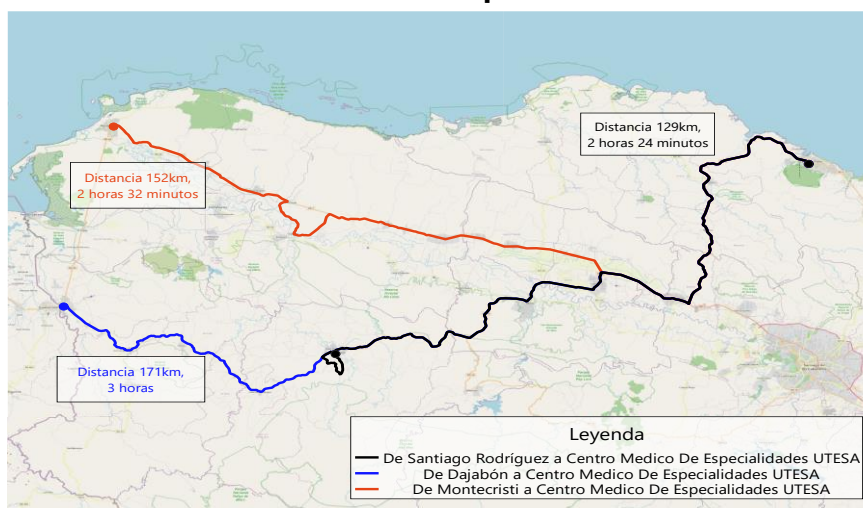 Distancia 129km,
2 horas 24 minutos
Distancia 152km,
2 horas 32 minutos
Distancia 171km,
3 horas
Leyenda
De Santiago Rodríguez a Centro Medico De Especialidades UTESA
De Dajabón a Centro Medico De Especialidades UTESA
De Montecristi a Centro Medico De Especialidades UTESA